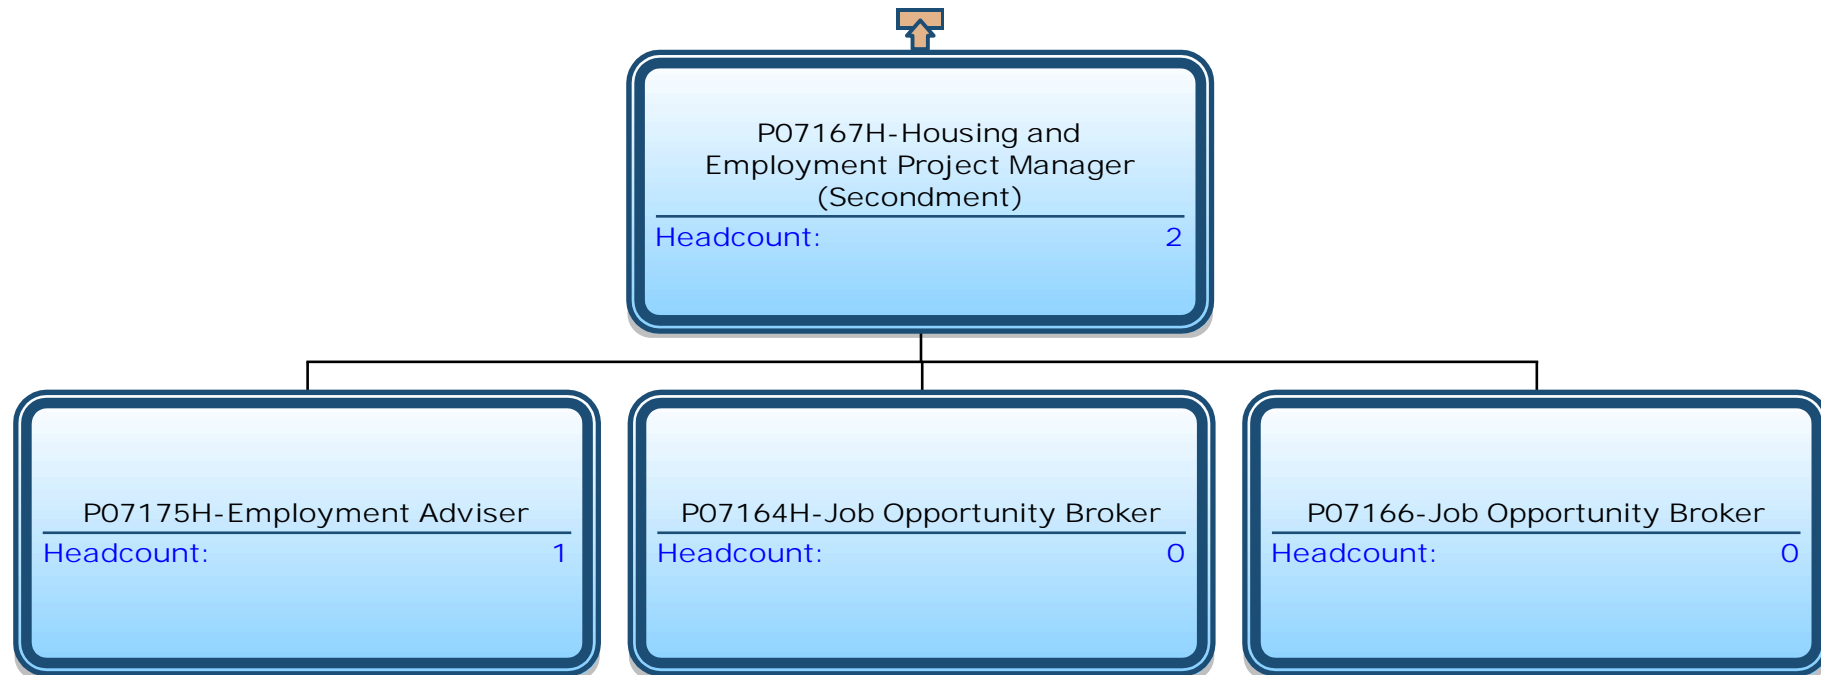 P07167H-Housing and
Employment Project Manager
(Secondment)
Headcount: 2
P07175H-Employment Adviser
Headcount: 1
P07164H-Job Opportunity Broker
Headcount: 0
P07166-Job Opportunity Broker
Headcount: 0